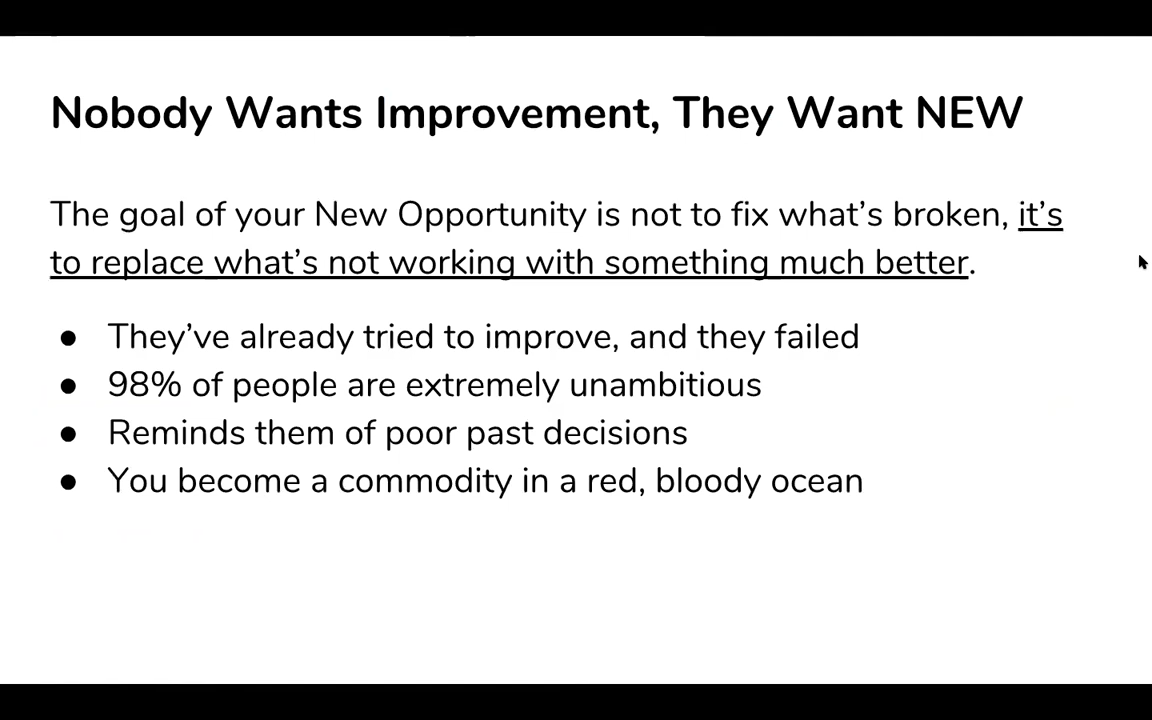 Nobody Wants Improvement, They Want NEW
The goal of your New Opportunity is not to fix what’s broken, it’s
to replace what’s not working with something much better.
● They’ve already tried to improve, and they failed
● 98% of people are extremely unambitious
● Reminds them of poor past decisions
● You become a commodity in a red, bloody ocean